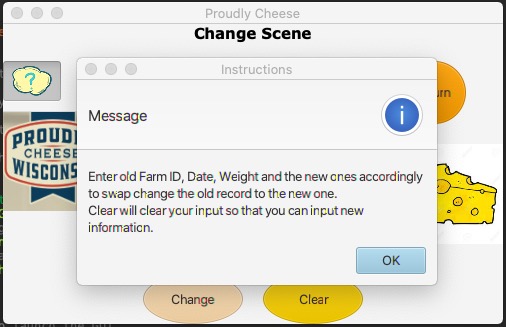 Proudly Cheese
Change Scene
?
Instructions
Message
i
Enter old Farm ID, Date, Weight and the new ones accordingly
to swap change the old record to the new one.
Clear will clear your input so that you can input new
information.
OK
PROUD
CHEESE
WISCONS
Change
Clear